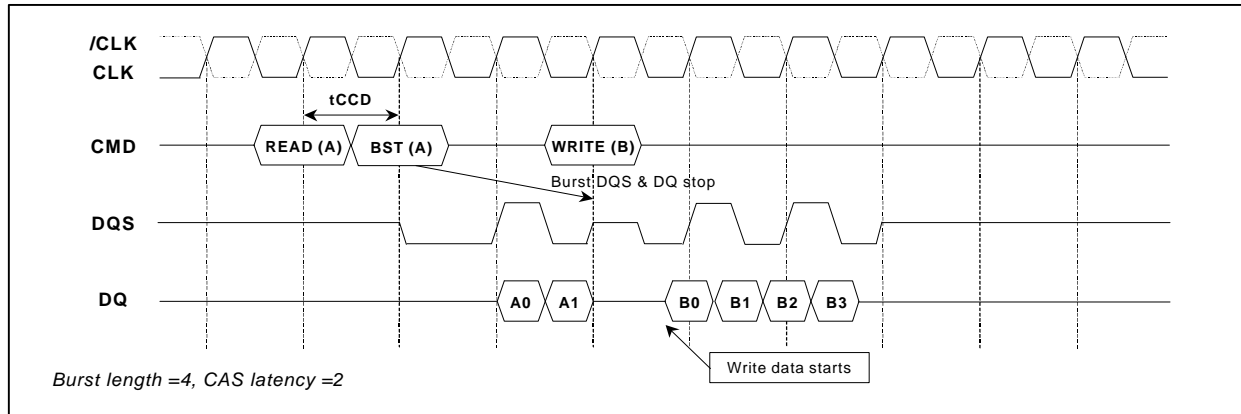 /CLK
CLK
tCCD
CMD READ (A) BST (A) WRITE (B)
Burst DQS & DQ stop
DQS
DQ A0 A1 B0 B1 B2 B3
Write data starts
Burst length =4, CAS latency =2